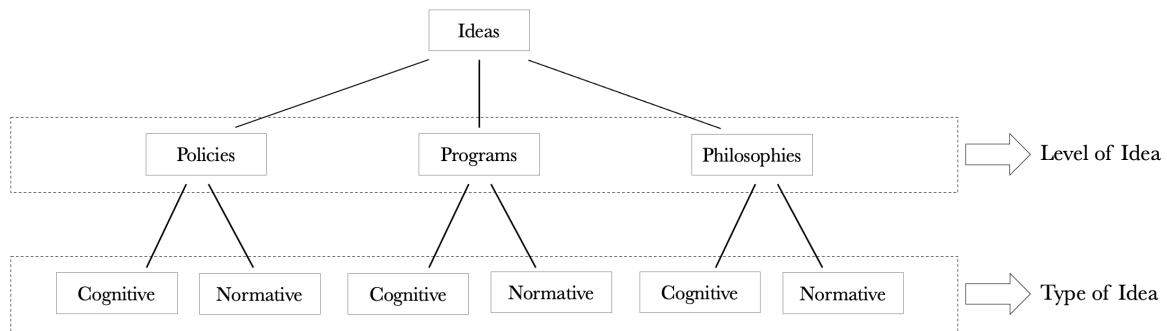 Ideas
Policies
Programs
Philosophies
Level of Idea
Cognitive
Normative
Cognitive
Normative
Cognitive
Normative
Type of Idea